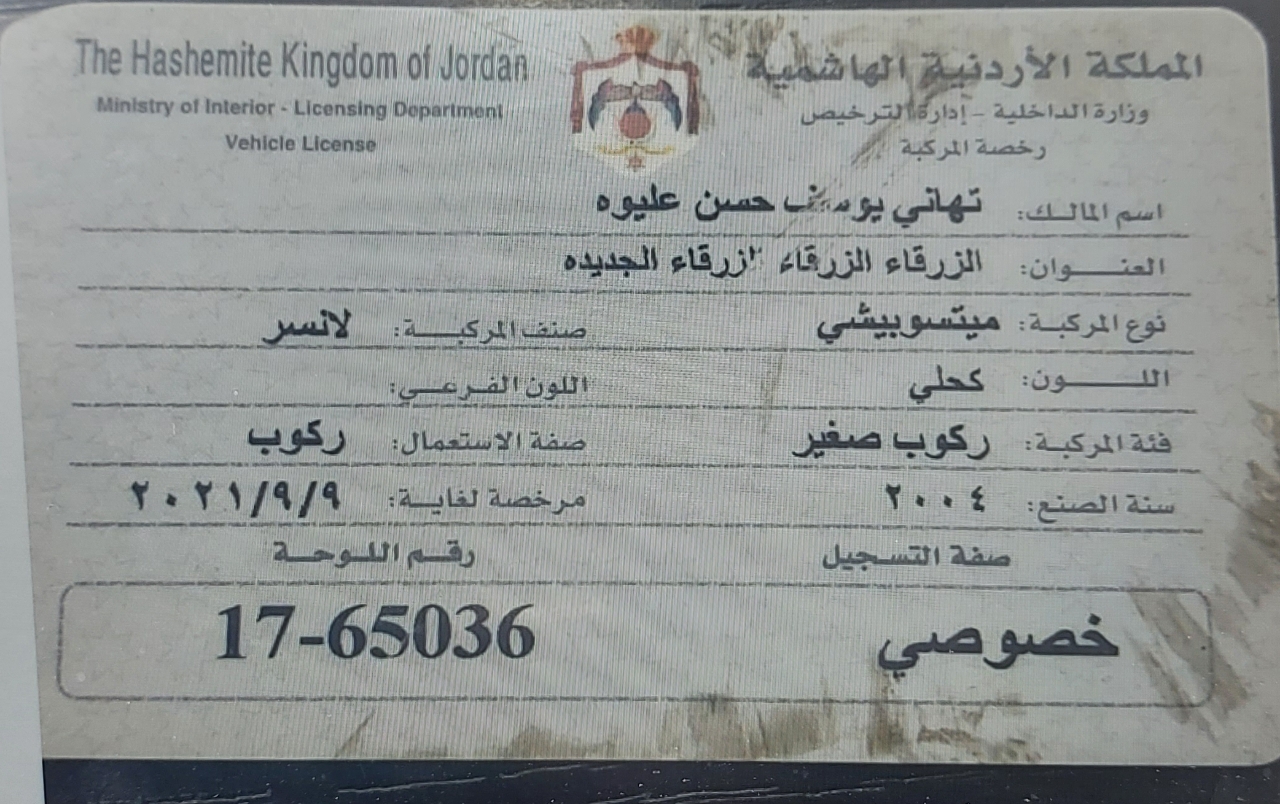 The Hashemite Kingdom of Jordan
المملكة الأردنية الهاشمية
Ministry of Interior - Licensing Department
وزارة الداخلية - إدارة الترخيص
Vehicle License
رخصة المركبة
اسم المالك: تهاني يوسف حسن عليوه
العنوان: الزرقاء الزرقاء الزرقاء الجديده
نوع المركبة: ميتسوبيشي صنف المركبة: لانسر
اللون: كحلي اللون الفرعي:
فئة المركبة: ركوب صغير صفة الاستعمال: ركوب
سنة الصنع: ٢٠٠٤ مرخصة لغاية: ٢٠٢١/٩/٩
صفة التسجيل رقم اللوحة
خصوصي 17-65036